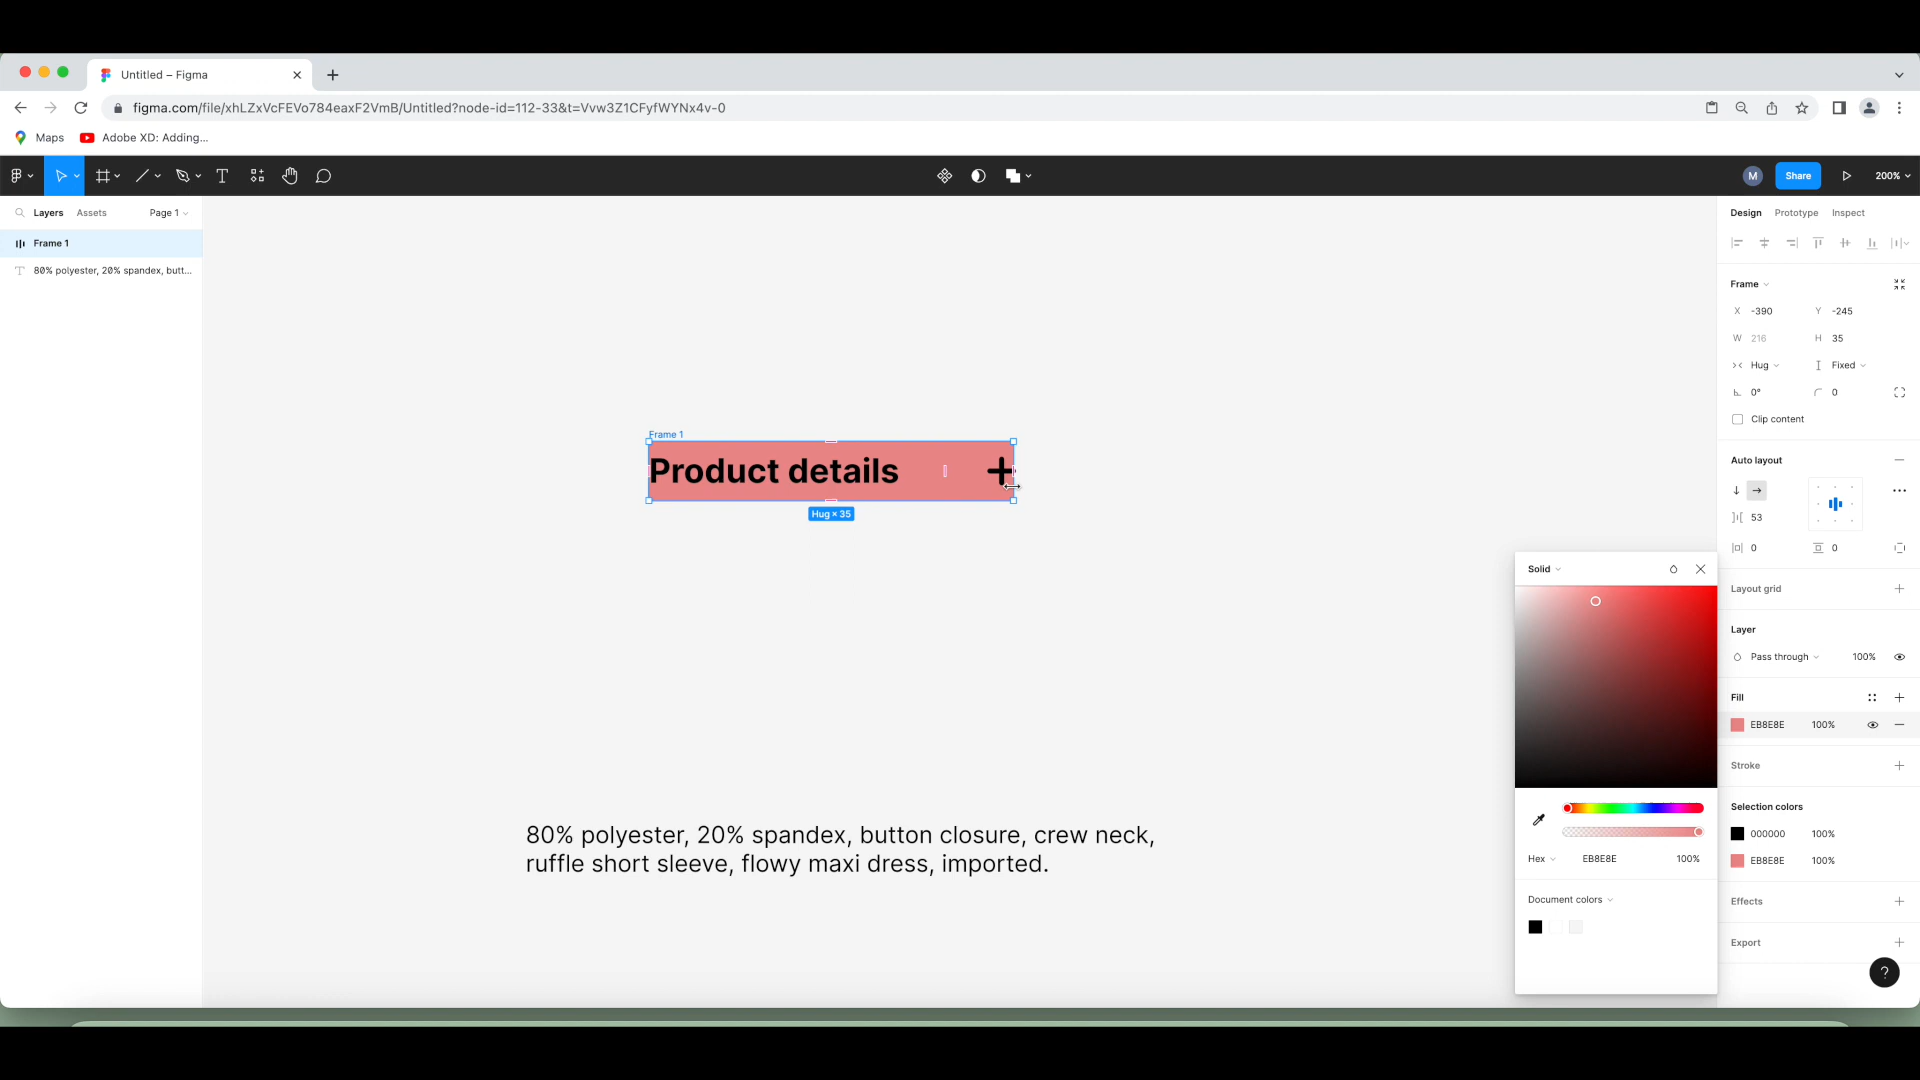 Untitled – Figma
figma.com/file/xhLZxVcFEVo784eaxF2VmB/Untitled?node-id=112-33&t=Vvw3Z1CFyfWYNx4v-0
Maps
Adobe XD: Adding...
M
Share
200%
Layers
Assets
Page 1
Frame 1
80% polyester, 20% spandex, butt...
Frame 1
Product details
Hug × 35
80% polyester, 20% spandex, button closure, crew neck,
ruffle short sleeve, flowy maxi dress, imported.
Design
Prototype
Inspect
Frame
X -390
Y -245
W 216
H 35
Hug
Fixed
0°
0
Clip content
Auto layout
53
0
0
Layout grid
Layer
Pass through
100%
Fill
EB8E8E
100%
Stroke
Selection colors
000000
100%
EB8E8E
100%
Effects
Export
?
Solid
Hex
EB8E8E
100%
Document colors